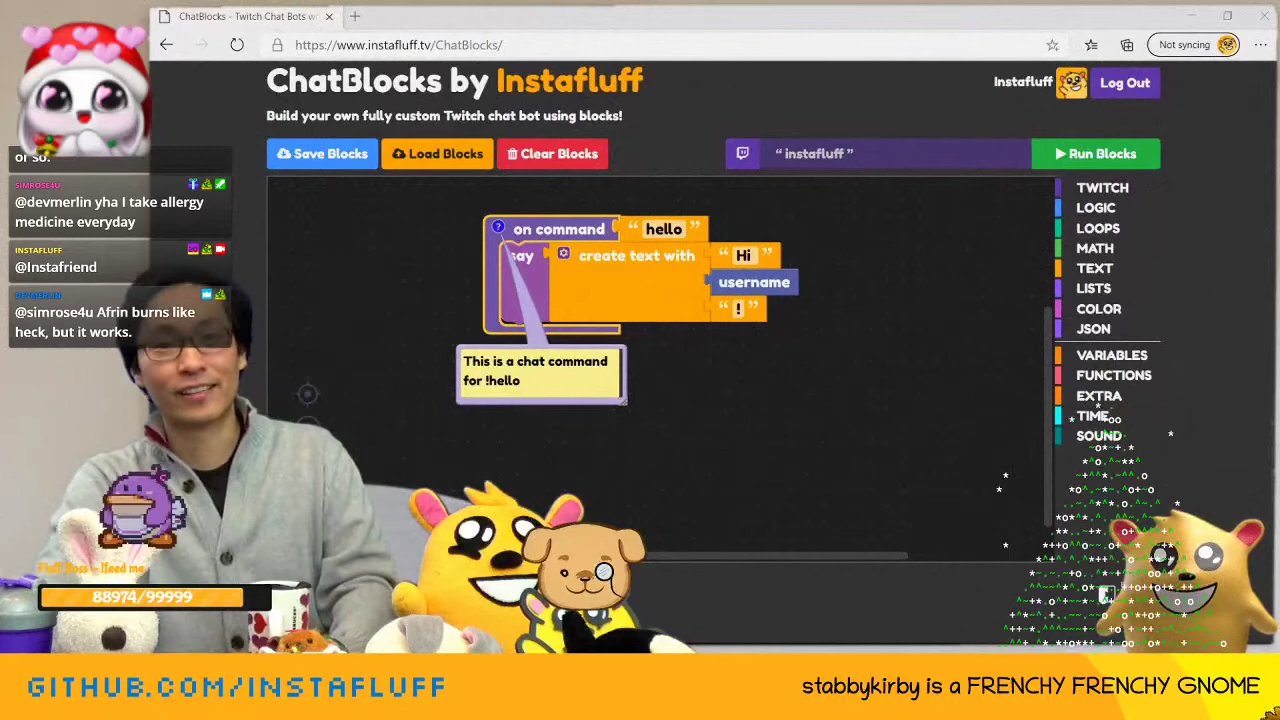 ChatBlocks - Twitch Chat Bots w
https://www.instafluff.tv/ChatBlocks/
Not syncing
ChatBlocks by Instafluff
Instafluff
Log Out
Build your own fully custom Twitch chat bot using blocks!
Save Blocks
Load Blocks
Clear Blocks
“ instafluff ”
Run Blocks
or so.
SIMROSE4U
@devmerlin yha I take allergy
medicine everyday
INSTAFLUFF
@Instafriend
DEVMERLIN
@simrose4u Afrin burns like
heck, but it works.
? on command “ hello ”
say create text with “ Hi ”
username
“ ! ”
This is a chat command
for !hello
TWITCH
LOGIC
LOOPS
MATH
TEXT
LISTS
COLOR
JSON
VARIABLES
FUNCTIONS
EXTRA
TIME
SOUND
88974/99999
GITHUB.COM/INSTAFLUFF
stabbykirby is a FRENCHY FRENCHY GNOME